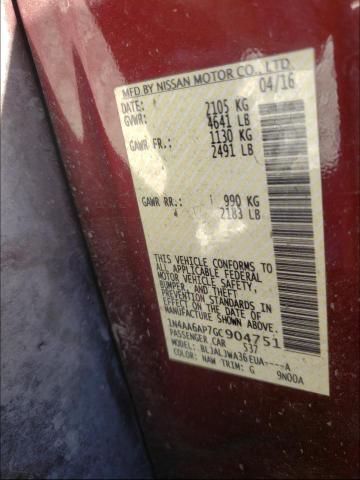 MFD BY NISSAN MOTOR CO., LTD.
DATE: 04/16
GVWR: 2105 KG
4641 LB
GAWR FR: 1130 KG
2491 LB
GAWR RR: 990 KG
2183 LB
THIS VEHICLE CONFORMS TO
ALL APPLICABLE FEDERAL
MOTOR VEHICLE SAFETY,
BUMPER, AND THEFT
PREVENTION STANDARDS IN
EFFECT ON THE DATE OF
MANUFACTURE SHOWN ABOVE.
1N4AA6AP7GC904751
PASSENGER CAR S37
MODEL: BLJALJWA36EUA----A
COLOR: NAW TRIM: G 9N00A